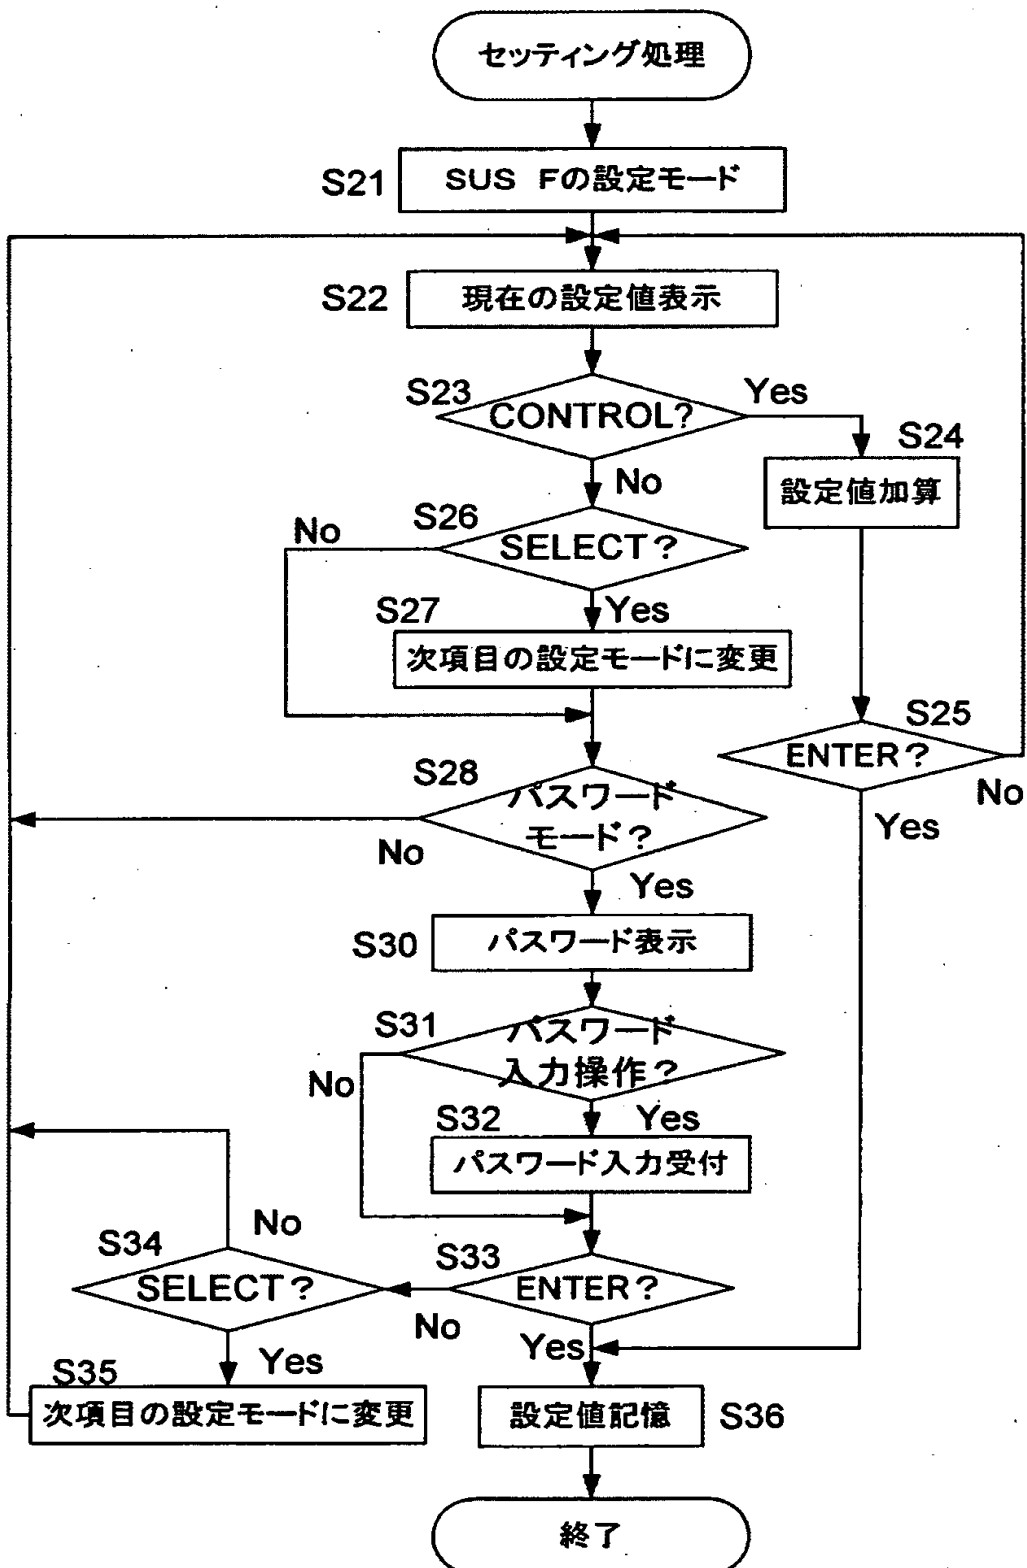 セッティング処理
S21
SUS Fの設定モード
S22
現在の設定値表示
S23
CONTROL?
Yes
S24
設定値加算
No
S26
SELECT?
No
S27
Yes
次項目の設定モードに変更
S25
ENTER?
No
Yes
S28
パスワード
モード?
No
Yes
S30
パスワード表示
S31
パスワード
入力操作?
No
S32
Yes
パスワード入力受付
No
S34
SELECT?
S33
ENTER?
No
Yes
Yes
S35
次項目の設定モードに変更
設定値記憶
S36
終了